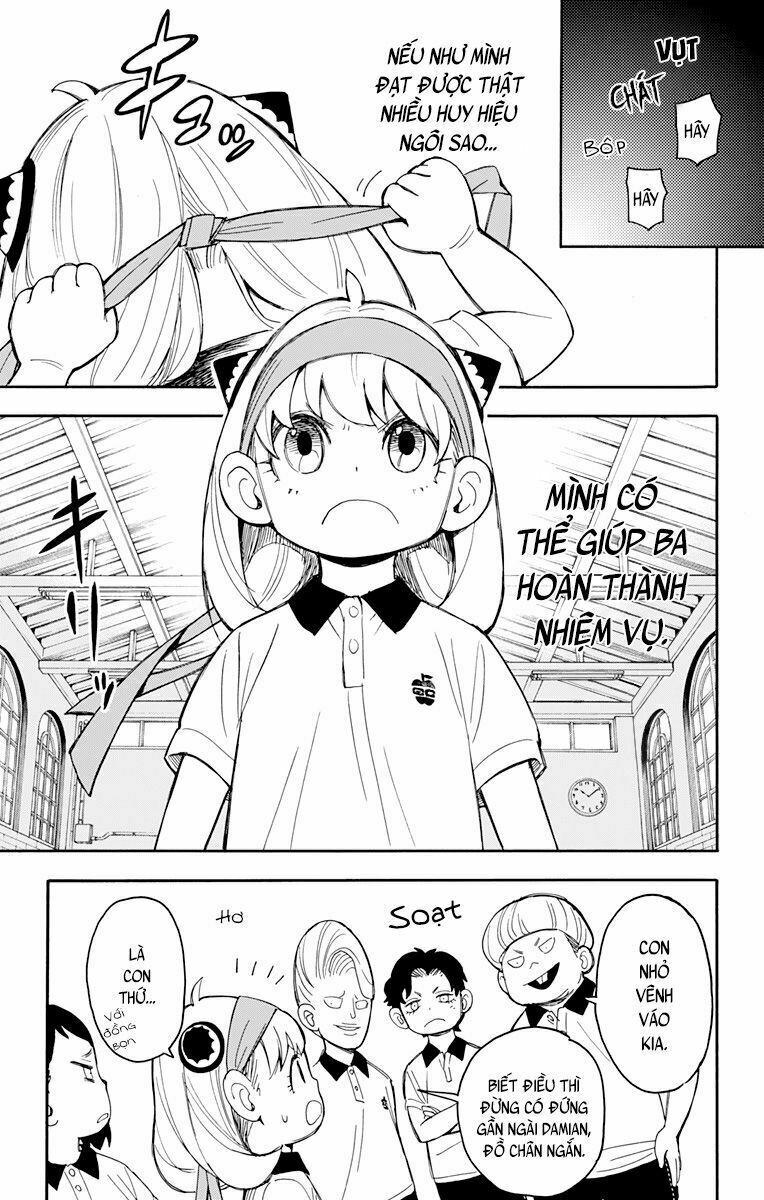 VỤT
CHÁT
HÂY
BỘP
HÂY
NẾU NHƯ MÌNH
ĐẠT ĐƯỢC THẬT
NHIỀU HUY HIỆU
NGÔI SAO...
MÌNH CÓ
THỂ GIÚP BA
HOÀN THÀNH
NHIỆM VỤ.
CON
NHỎ
VÊNH
VÁO
KIA.
Soạt
BIẾT ĐIỀU THÌ
ĐỪNG CÓ ĐỨNG
GẦN NGÀI DAMIAN,
ĐỒ CHÂN NGẮN.
Hơ
LÀ
CON
THỨ...
Với
đồng
bọn